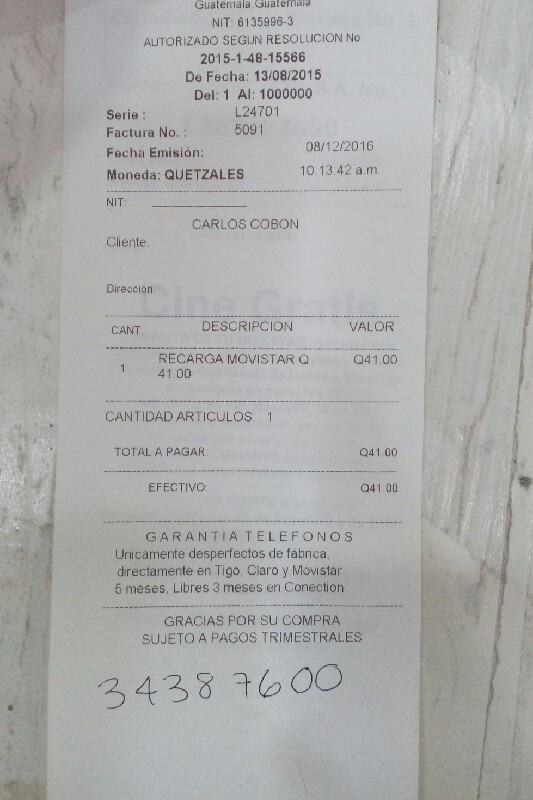 Guatemala, Guatemala
NIT: 6135996-3
AUTORIZADO SEGUN RESOLUCION No
2015-1-48-15566
De Fecha: 13/08/2015
Del: 1 Al: 1000000
Serie : L24701
Factura No. : 5091
Fecha Emisión: 08/12/2016
Moneda: QUETZALES 10:13:42 a.m.
NIT: ____________
CARLOS COBON
Cliente:
Dirección:
CANT. DESCRIPCION VALOR
1 RECARGA MOVISTAR Q Q41.00
41.00
CANTIDAD ARTICULOS: 1
TOTAL A PAGAR: Q41.00
EFECTIVO: Q41.00
GARANTIA TELEFONOS
Unicamente desperfectos de fábrica,
directamente en Tigo, Claro y Movistar
6 meses, Libres 3 meses en Conection
GRACIAS POR SU COMPRA
SUJETO A PAGOS TRIMESTRALES
34387600
Cine Gratis